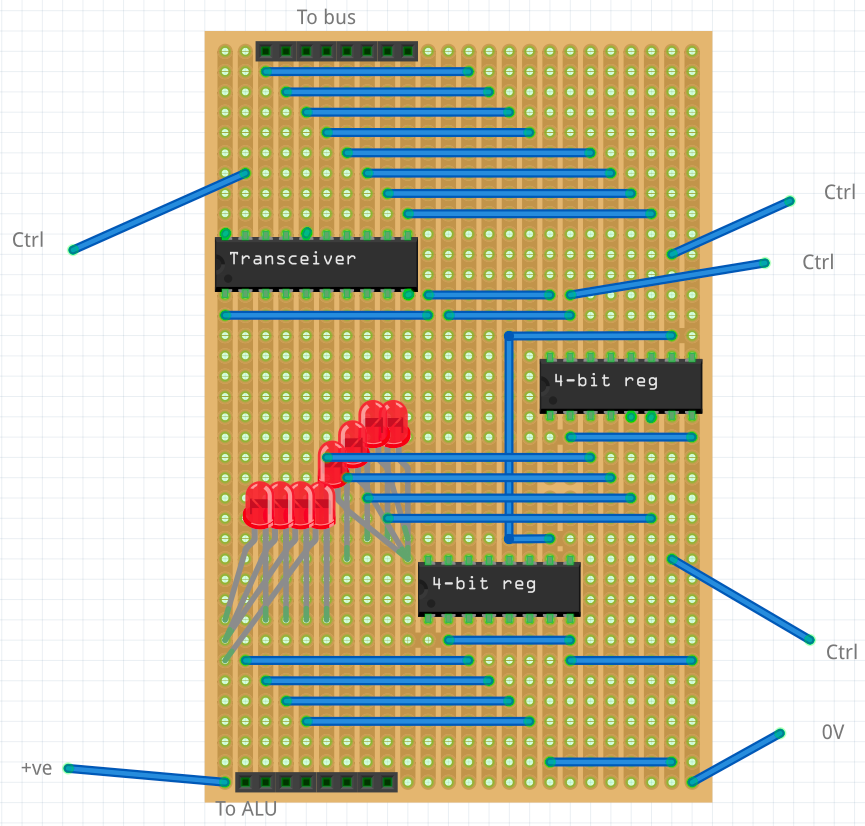 To bus
Ctrl
Ctrl
Transceiver
Ctrl
4-bit reg
4-bit reg
Ctrl
0V
+ve
To ALU